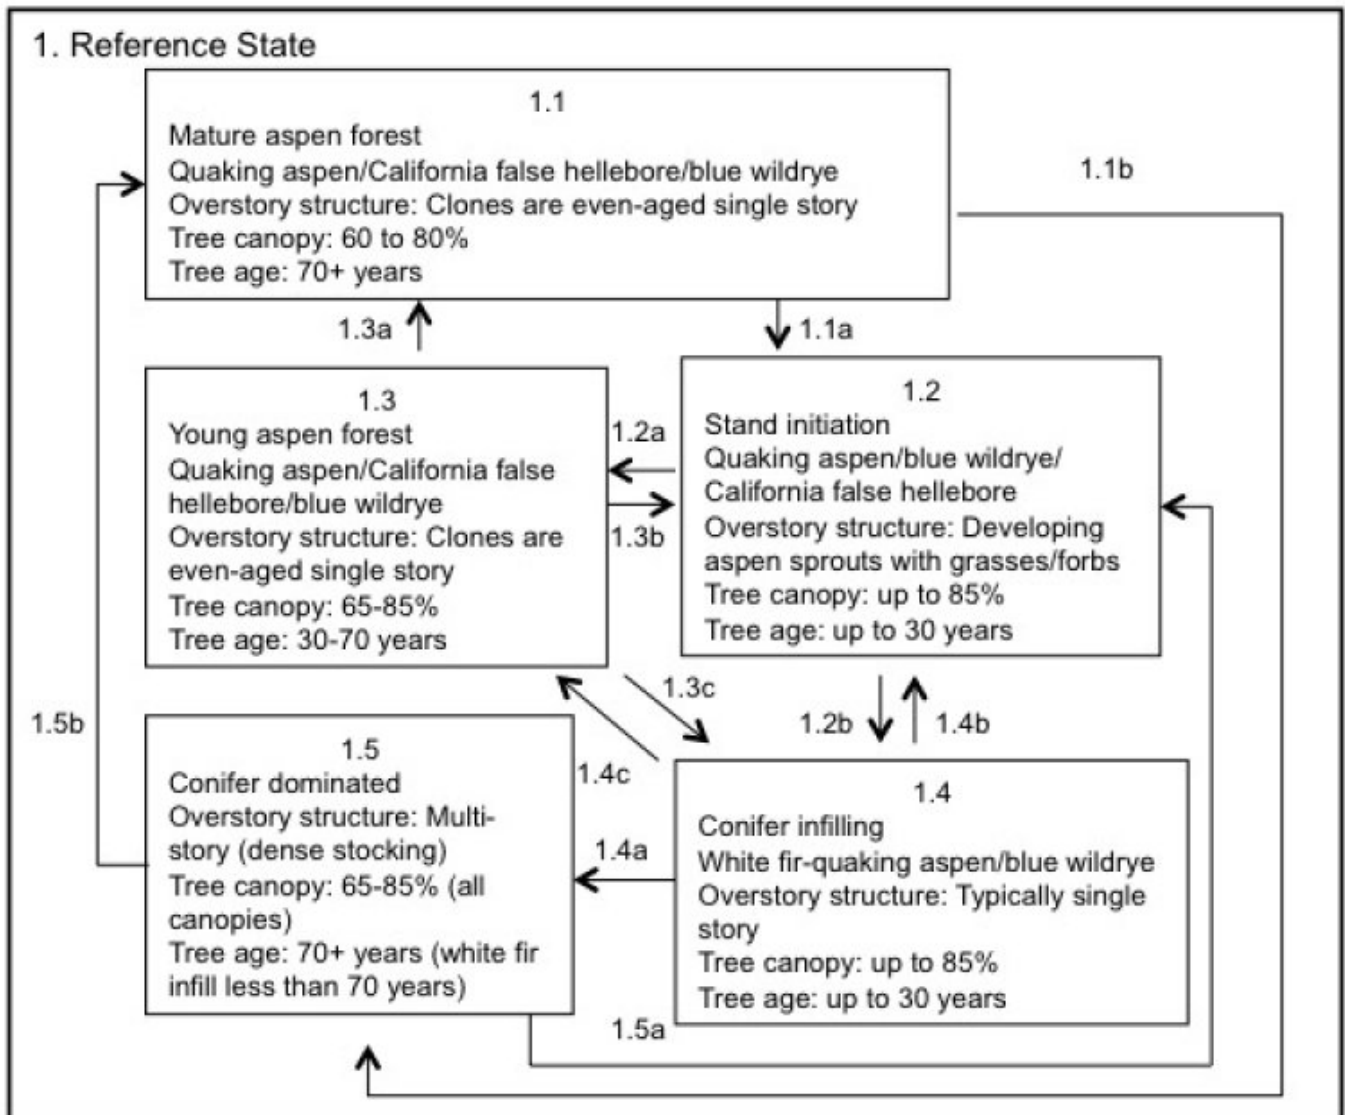 1. Reference State
1.1
Mature aspen forest
Quaking aspen/California false hellebore/blue wildrye
Overstory structure: Clones are even-aged single story
Tree canopy: 60 to 80%
Tree age: 70+ years
1.1b
1.3a
1.1a
1.3
Young aspen forest
Quaking aspen/California false
hellebore/blue wildrye
Overstory structure: Clones are
even-aged single story
Tree canopy: 65-85%
Tree age: 30-70 years
1.2a
1.3b
1.2
Stand initiation
Quaking aspen/blue wildrye/
California false hellebore
Overstory structure: Developing
aspen sprouts with grasses/forbs
Tree canopy: up to 85%
Tree age: up to 30 years
1.3c
1.2b
1.4b
1.5b
1.4c
1.4a
1.5
Conifer dominated
Overstory structure: Multi-
story (dense stocking)
Tree canopy: 65-85% (all
canopies)
Tree age: 70+ years (white fir
infill less than 70 years)
1.4
Conifer infilling
White fir-quaking aspen/blue wildrye
Overstory structure: Typically single
story
Tree canopy: up to 85%
Tree age: up to 30 years
1.5a